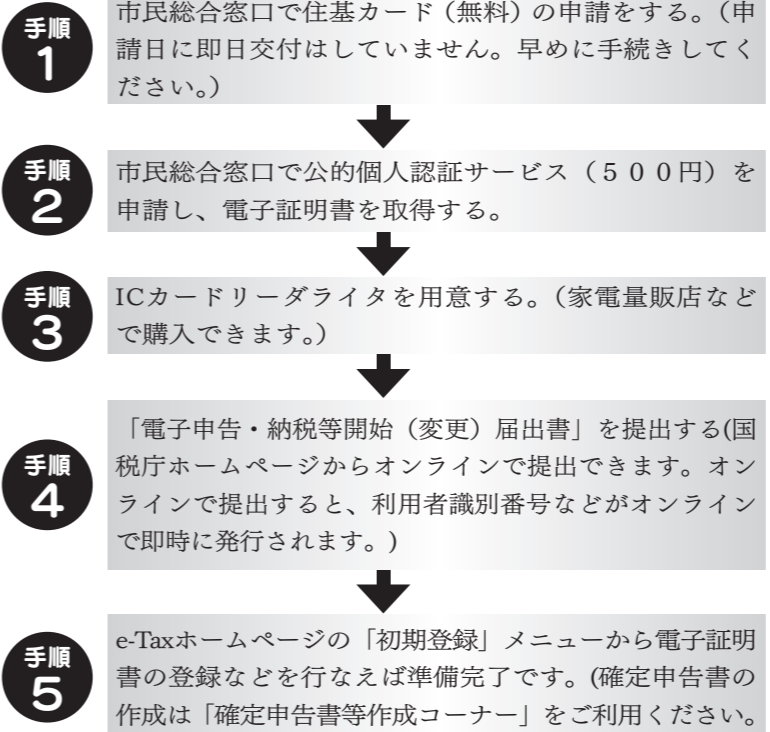 手順
1
市民総合窓口で住基カード（無料）の申請をする。（申
請日に即日交付はしていません。早めに手続きしてく
ださい。）
手順
2
市民総合窓口で公的個人認証サービス（５００円）を
申請し、電子証明書を取得する。
手順
3
ICカードリーダライタを用意する。（家電量販店など
で購入できます。）
手順
4
「電子申告・納税等開始（変更）届出書」を提出する(国
税庁ホームページからオンラインで提出できます。オン
ラインで提出すると、利用者識別番号などがオンライン
で即時に発行されます。)
手順
5
e-Taxホームページの「初期登録」メニューから電子証明
書の登録などを行なえば準備完了です。(確定申告書の
作成は「確定申告書等作成コーナー」をご利用ください。